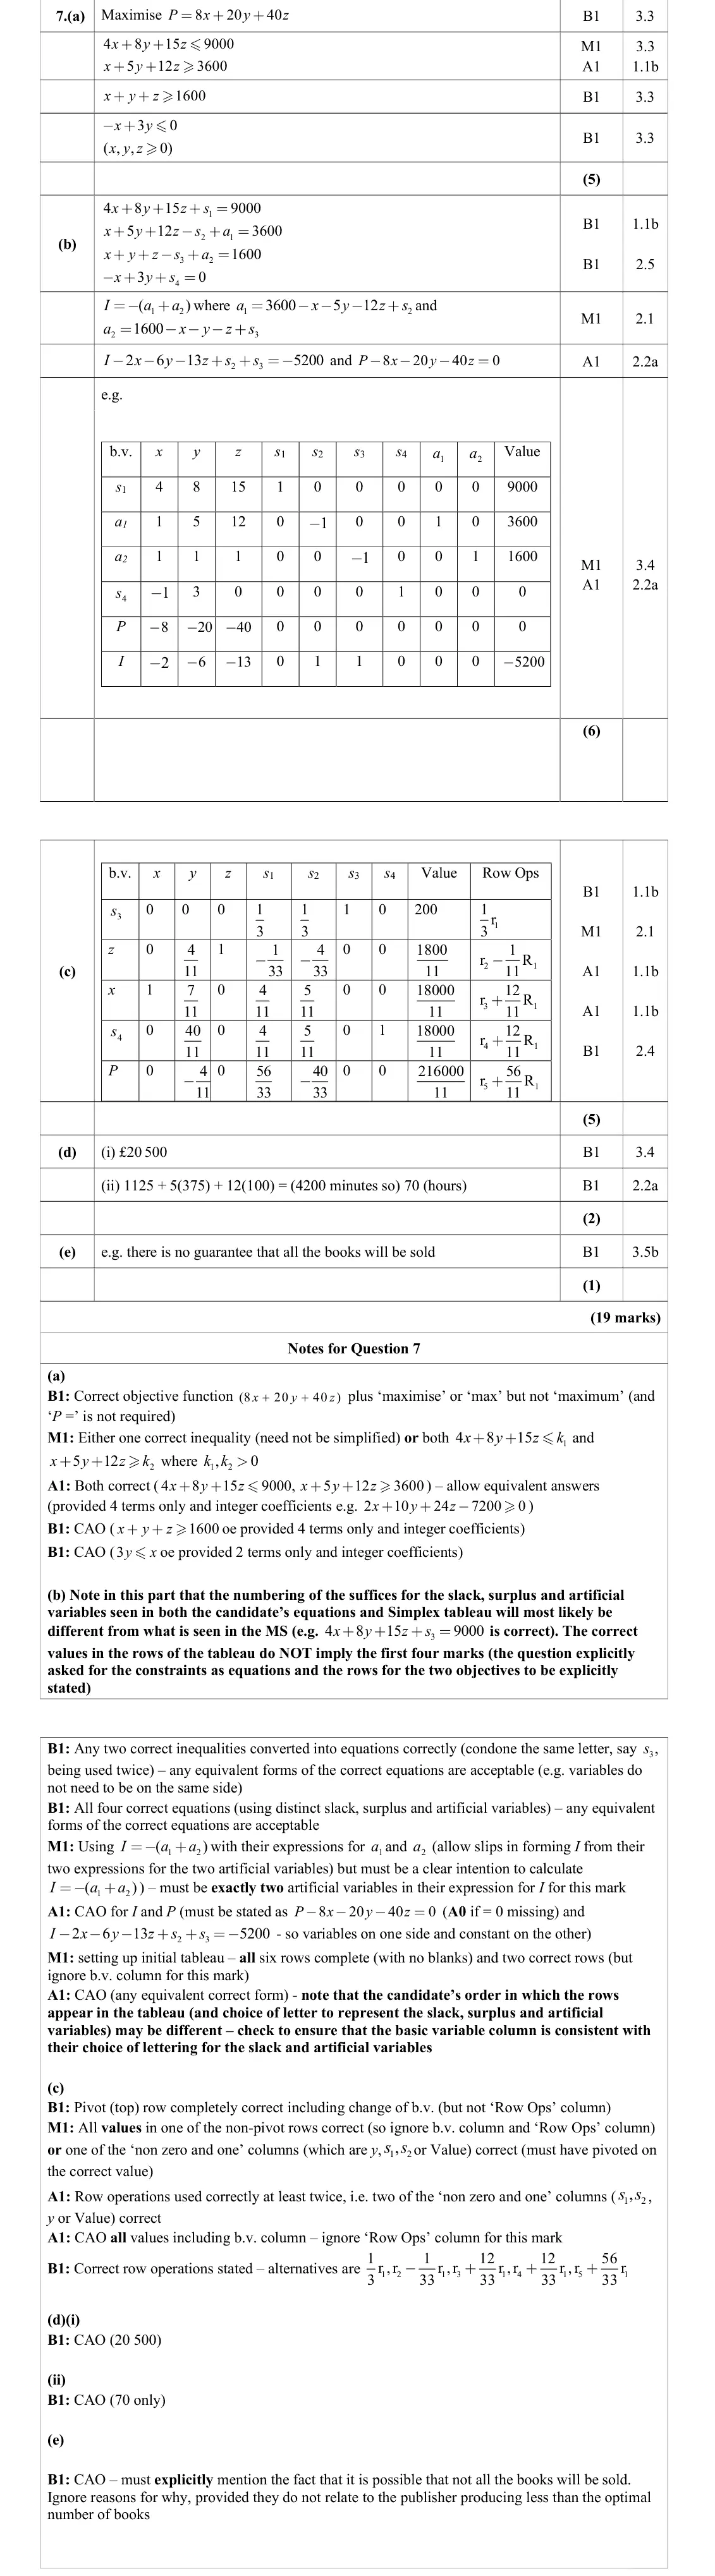 7.(a) Maximise P = 8x + 20y + 40z B1 3.3
4x + 8y + 15z ⩽ 9000 M1 3.3
x + 5y + 12z ⩾ 3600 A1 1.1b
x + y + z ⩾ 1600 B1 3.3
−x + 3y ⩽ 0
(x, y, z ⩾ 0) B1 3.3
(5)
(b)
4x + 8y + 15z + s₁ = 9000
x + 5y + 12z − s₂ + a₁ = 3600 B1 1.1b
x + y + z − s₃ + a₂ = 1600
−x + 3y + s₄ = 0 B1 2.5
I = −(a₁ + a₂) where a₁ = 3600 − x − 5y − 12z + s₂ and
a₂ = 1600 − x − y − z + s₃ M1 2.1
I − 2x − 6y − 13z + s₂ + s₃ = −5200 and P − 8x − 20y − 40z = 0 A1 2.2a
e.g.
b.v. x y z s₁ s₂ s₃ s₄ a₁ a₂ Value
s₁ 4 8 15 1 0 0 0 0 0 9000
a₁ 1 5 12 0 −1 0 0 1 0 3600
a₂ 1 1 1 0 0 −1 0 0 1 1600
M1 3.4
A1 2.2a
s₄ −1 3 0 0 0 0 1 0 0 0
P −8 −20 −40 0 0 0 0 0 0 0
I −2 −6 −13 0 1 1 0 0 0 −5200
(6)
(c)
b.v. x y z s₁ s₂ s₃ s₄ Value Row Ops
s₃ 0 0 0 1/3 1/3 1 0 200 1/3 r₁ B1 1.1b
z 0 4/11 1 −1/33 −4/33 0 0 1800/11 r₂ − 1/11 R₁ M1 2.1
x 1 7/11 0 4/11 5/11 0 0 18000/11 r₃ + 12/11 R₁ A1 1.1b
s₄ 0 40/11 0 4/11 5/11 0 1 18000/11 r₄ + 12/11 R₁ A1 1.1b
P 0 −4/11 0 56/33 −40/33 0 0 216000/11 r₅ + 56/11 R₁ B1 2.4
(5)
(d) (i) £20 500 B1 3.4
(ii) 1125 + 5(375) + 12(100) = (4200 minutes so) 70 (hours) B1 2.2a
(2)
(e) e.g. there is no guarantee that all the books will be sold B1 3.5b
(1)
(19 marks)
Notes for Question 7
(a)
B1: Correct objective function (8x + 20y + 40z) plus ‘maximise’ or ‘max’ but not ‘maximum’ (and
‘P =’ is not required)
M1: Either one correct inequality (need not be simplified) or both 4x + 8y + 15z ⩽ k₁ and
x + 5y + 12z ⩾ k₂ where k₁, k₂ > 0
A1: Both correct (4x + 8y + 15z ⩽ 9000, x + 5y + 12z ⩾ 3600) – allow equivalent answers
(provided 4 terms only and integer coefficients e.g. 2x + 10y + 24z − 7200 ⩾ 0)
B1: CAO (x + y + z ⩾ 1600 oe provided 4 terms only and integer coefficients)
B1: CAO (3y ⩽ x oe provided 2 terms only and integer coefficients)
(b) Note in this part that the numbering of the suffices for the slack, surplus and artificial
variables seen in both the candidate’s equations and Simplex tableau will most likely be
different from what is seen in the MS (e.g. 4x + 8y + 15z + s₃ = 9000 is correct). The correct
values in the rows of the tableau do NOT imply the first four marks (the question explicitly
asked for the constraints as equations and the rows for the two objectives to be explicitly
stated)
B1: Any two correct inequalities converted into equations correctly (condone the same letter, say s₃,
being used twice) – any equivalent forms of the correct equations are acceptable (e.g. variables do
not need to be on the same side)
B1: All four correct equations (using distinct slack, surplus and artificial variables) – any equivalent
forms of the correct equations are acceptable
M1: Using I = −(a₁ + a₂) with their expressions for a₁ and a₂ (allow slips in forming I from their
two expressions for the two artificial variables) but must be a clear intention to calculate
I = −(a₁ + a₂)) – must be exactly two artificial variables in their expression for I for this mark
A1: CAO for I and P (must be stated as P − 8x − 20y − 40z = 0 (A0 if = 0 missing) and
I − 2x − 6y − 13z + s₂ + s₃ = −5200 - so variables on one side and constant on the other)
M1: setting up initial tableau – all six rows complete (with no blanks) and two correct rows (but
ignore b.v. column for this mark)
A1: CAO (any equivalent correct form) - note that the candidate’s order in which the rows
appear in the tableau (and choice of letter to represent the slack, surplus and artificial
variables) may be different – check to ensure that the basic variable column is consistent with
their choice of lettering for the slack and artificial variables
(c)
B1: Pivot (top) row completely correct including change of b.v. (but not ‘Row Ops’ column)
M1: All values in one of the non-pivot rows correct (so ignore b.v. column and ‘Row Ops’ column)
or one of the ‘non zero and one’ columns (which are y, s₁, s₂ or Value) correct (must have pivoted on
the correct value)
A1: Row operations used correctly at least twice, i.e. two of the ‘non zero and one’ columns (s₁, s₂,
y or Value) correct
A1: CAO all values including b.v. column – ignore ‘Row Ops’ column for this mark
B1: Correct row operations stated – alternatives are 1/3 r₁, r₂ − 1/33 r₁, r₃ + 12/33 r₁, r₄ + 12/33 r₁, r₅ + 56/33 r₁
(d)(i)
B1: CAO (20 500)
(ii)
B1: CAO (70 only)
(e)
B1: CAO – must explicitly mention the fact that it is possible that not all the books will be sold.
Ignore reasons for why, provided they do not relate to the publisher producing less than the optimal
number of books